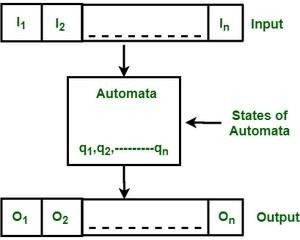 I1 I2 ------- In Input
Automata
States of
Automata
q1,q2,---------qn
O1 O2 ------- On Output